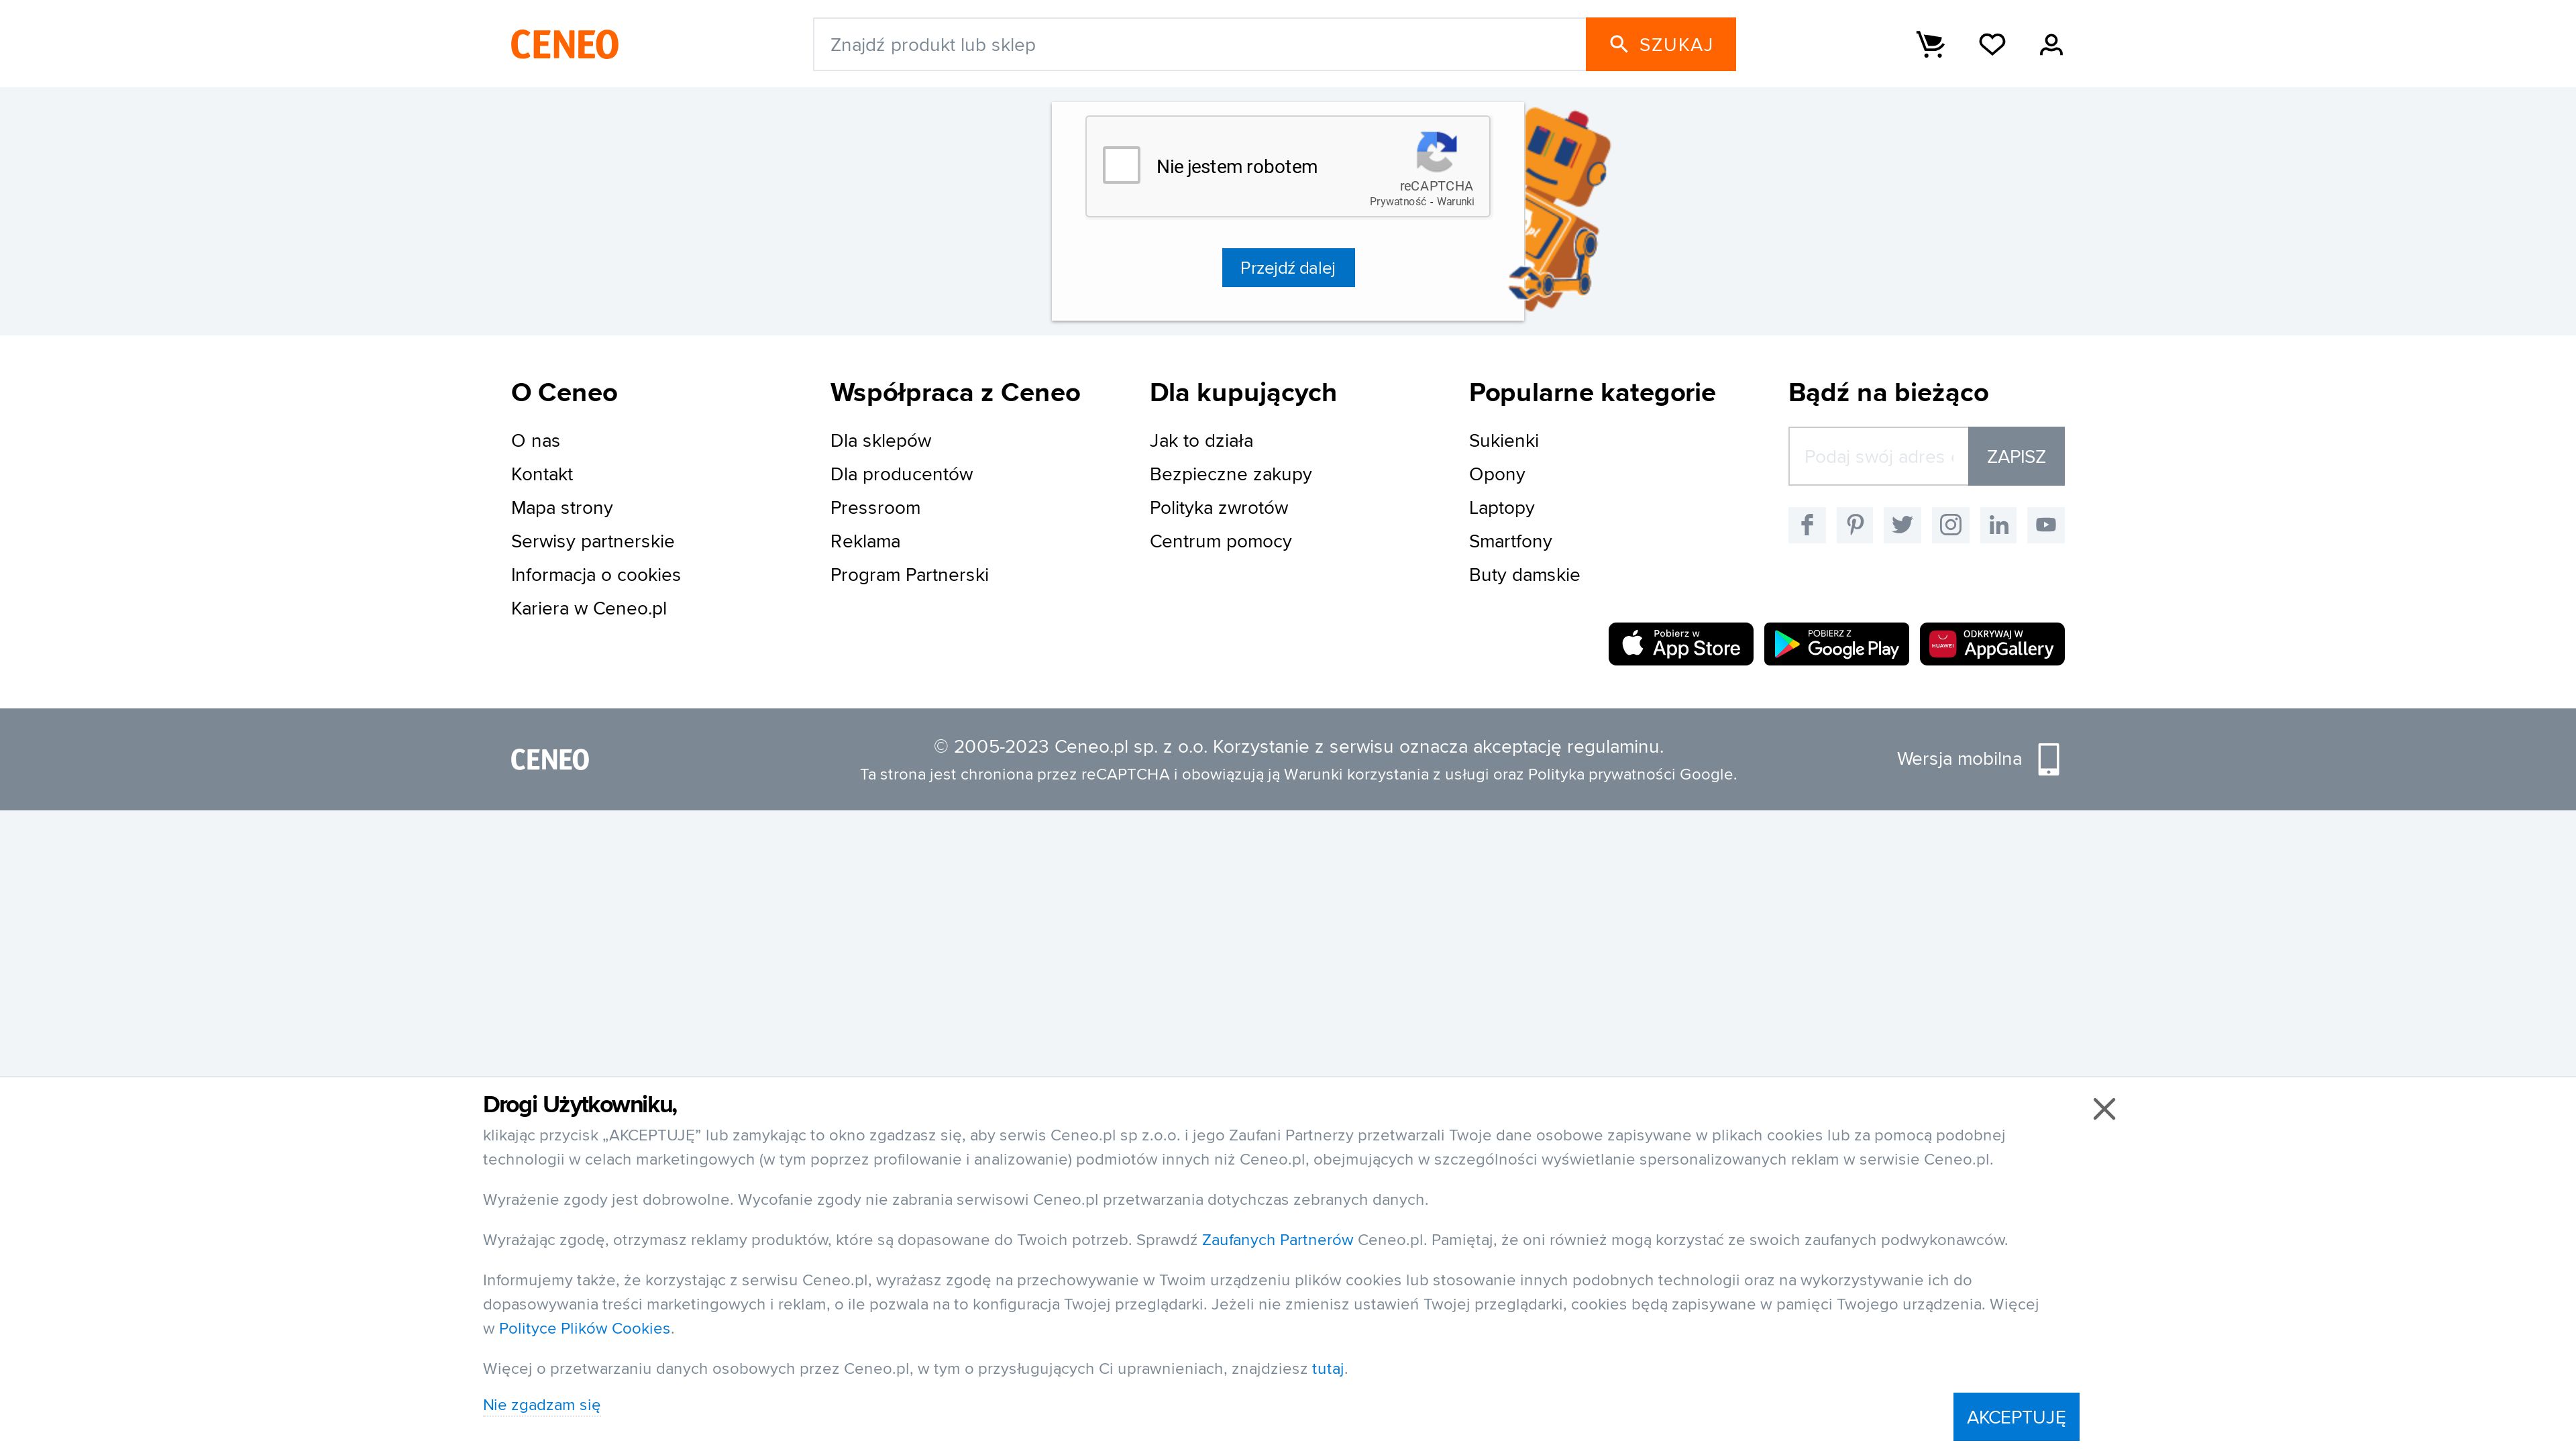 CENEO
Znajdź produkt lub sklep
SZUKAJ
Nie jestem robotem
reCAPTCHA
Prywatność - Warunki
Przejdź dalej
O Ceneo
O nas
Kontakt
Mapa strony
Serwisy partnerskie
Informacja o cookies
Kariera w Ceneo.pl
Współpraca z Ceneo
Dla sklepów
Dla producentów
Pressroom
Reklama
Program Partnerski
Dla kupujących
Jak to działa
Bezpieczne zakupy
Polityka zwrotów
Centrum pomocy
Popularne kategorie
Sukienki
Opony
Laptopy
Smartfony
Buty damskie
Bądź na bieżąco
Podaj swój adres
ZAPISZ
Pobierz w
App Store
POBIERZ Z
Google Play
HUAWEI
ODKRYWAJ W
AppGallery
CENEO
© 2005-2023 Ceneo.pl sp. z o.o. Korzystanie z serwisu oznacza akceptację regulaminu.
Ta strona jest chroniona przez reCAPTCHA i obowiązują ją Warunki korzystania z usługi oraz Polityka prywatności Google.
Wersja mobilna
Drogi Użytkowniku,
klikając przycisk „AKCEPTUJĘ” lub zamykając to okno zgadzasz się, aby serwis Ceneo.pl sp z.o.o. i jego Zaufani Partnerzy przetwarzali Twoje dane osobowe zapisywane w plikach cookies lub za pomocą podobnej
technologii w celach marketingowych (w tym poprzez profilowanie i analizowanie) podmiotów innych niż Ceneo.pl, obejmujących w szczególności wyświetlanie spersonalizowanych reklam w serwisie Ceneo.pl.
Wyrażenie zgody jest dobrowolne. Wycofanie zgody nie zabrania serwisowi Ceneo.pl przetwarzania dotychczas zebranych danych.
Wyrażając zgodę, otrzymasz reklamy produktów, które są dopasowane do Twoich potrzeb. Sprawdź Zaufanych Partnerów Ceneo.pl. Pamiętaj, że oni również mogą korzystać ze swoich zaufanych podwykonawców.
Informujemy także, że korzystając z serwisu Ceneo.pl, wyrażasz zgodę na przechowywanie w Twoim urządzeniu plików cookies lub stosowanie innych podobnych technologii oraz na wykorzystywanie ich do
dopasowywania treści marketingowych i reklam, o ile pozwala na to konfiguracja Twojej przeglądarki. Jeżeli nie zmienisz ustawień Twojej przeglądarki, cookies będą zapisywane w pamięci Twojego urządzenia. Więcej
w Polityce Plików Cookies.
Więcej o przetwarzaniu danych osobowych przez Ceneo.pl, w tym o przysługujących Ci uprawnieniach, znajdziesz tutaj.
Nie zgadzam się
AKCEPTUJĘ